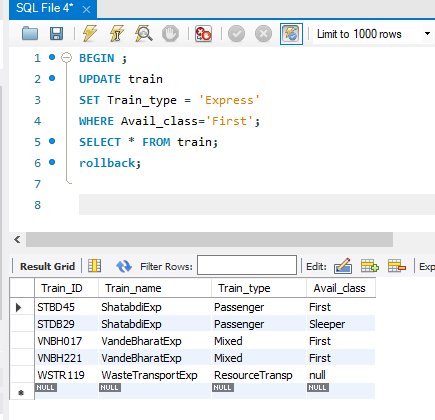 SQL File 4*
Limit to 1000 rows
1 BEGIN ;
2 UPDATE train
3 SET Train_type = 'Express'
4 WHERE Avail_class='First';
5 SELECT * FROM train;
6 rollback;
7
8
Result Grid Filter Rows: Edit: Exp
Train_ID Train_name Train_type Avail_class
STBD45 ShatabdiExp Passenger First
STDB29 ShatabdiExp Passenger Sleeper
VNBH017 VandeBharatExp Mixed First
VNBH221 VandeBharatExp Mixed First
WSTR119 WasteTransportExp ResourceTransp null
NULL NULL NULL NULL